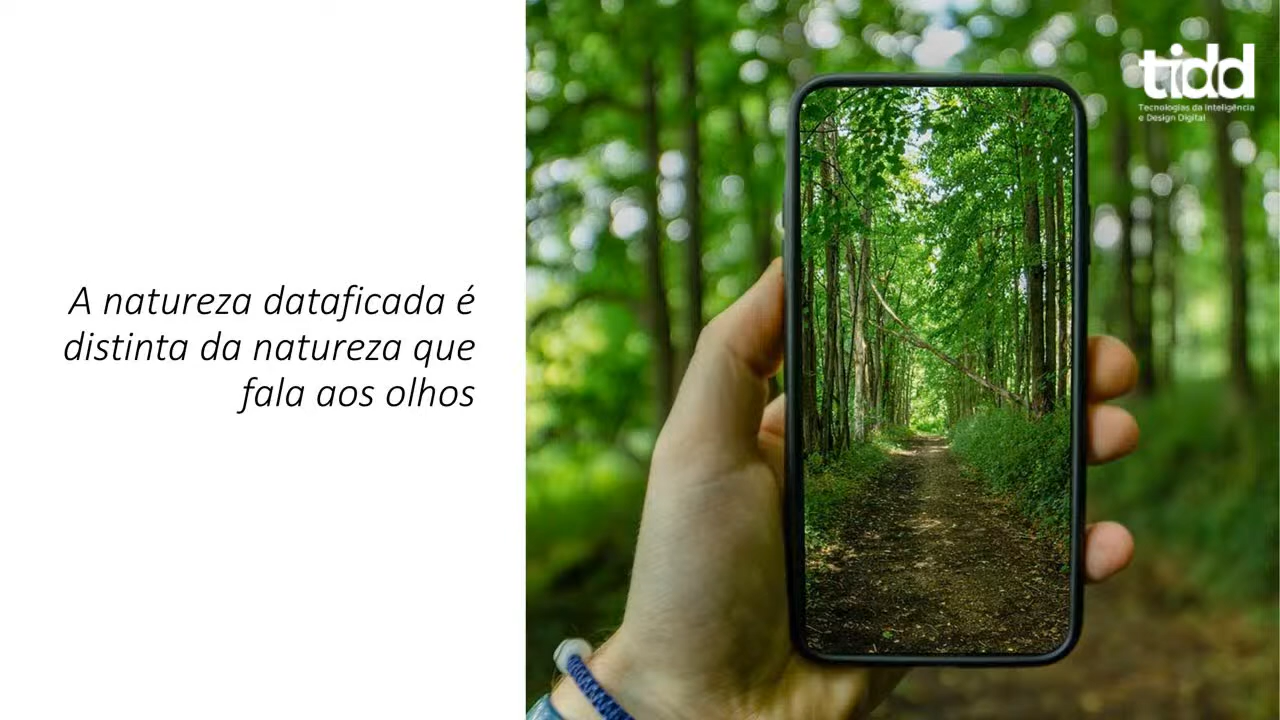 A natureza dataficada é
distinta da natureza que
fala aos olhos
tidd
Tecnologias da Inteligência
e Design Digital